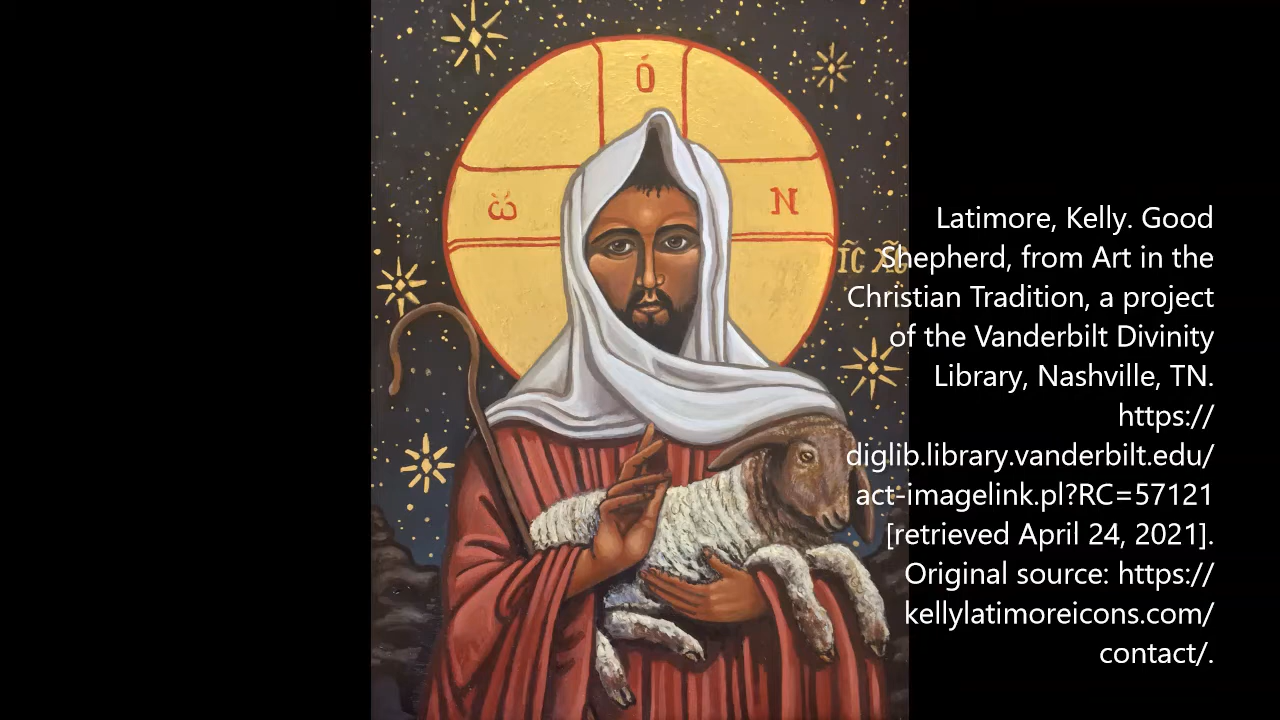 Ὁ
ὼ N
ῙC X̄C
Latimore, Kelly. Good
Shepherd, from Art in the
Christian Tradition, a project
of the Vanderbilt Divinity
Library, Nashville, TN.
https://
diglib.library.vanderbilt.edu/
act-imagelink.pl?RC=57121
[retrieved April 24, 2021].
Original source: https://
kellylatimoreicons.com/
contact/.